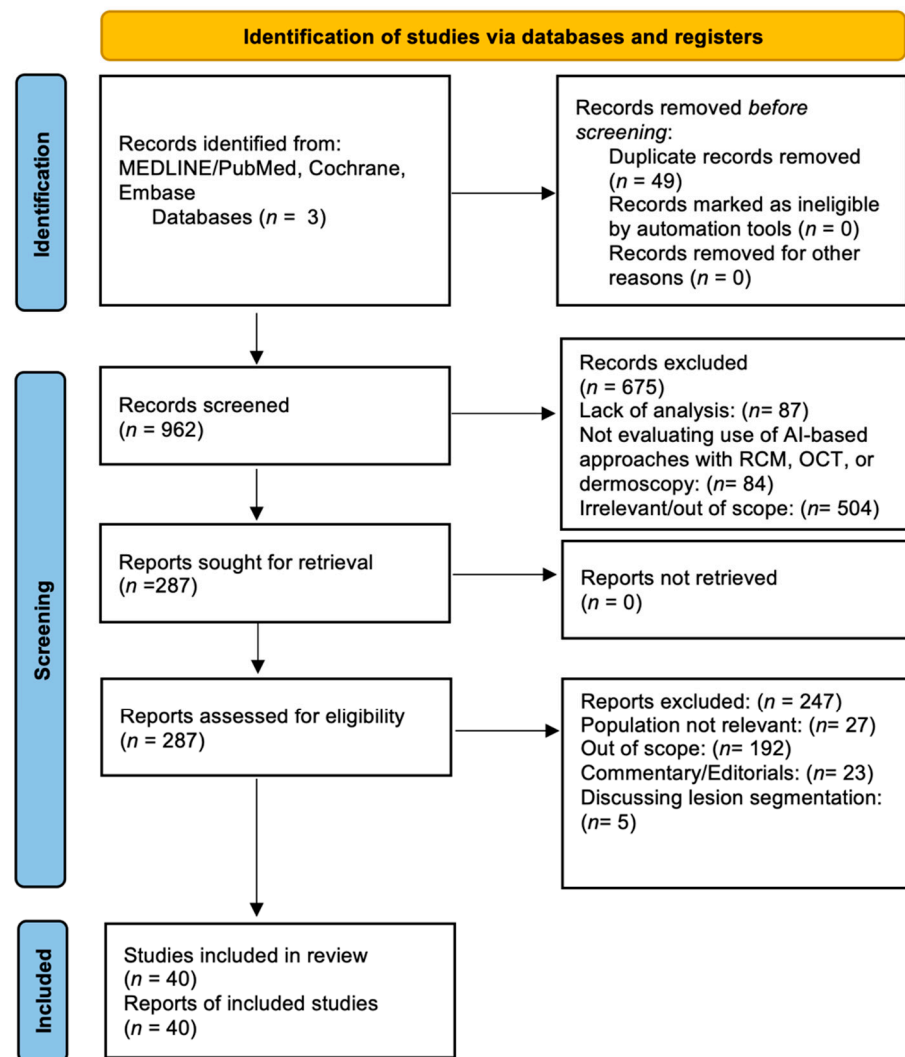 Identification of studies via databases and registers
Identification
Records identified from:
MEDLINE/PubMed, Cochrane,
Embase
Databases (n = 3)
Records removed before
screening:
Duplicate records removed
(n = 49)
Records marked as ineligible
by automation tools (n = 0)
Records removed for other
reasons (n = 0)
Screening
Records screened
(n = 962)
Records excluded
(n = 675)
Lack of analysis: (n= 87)
Not evaluating use of AI-based
approaches with RCM, OCT, or
dermoscopy: (n= 84)
Irrelevant/out of scope: (n= 504)
Reports sought for retrieval
(n =287)
Reports not retrieved
(n = 0)
Reports assessed for eligibility
(n = 287)
Reports excluded: (n = 247)
Population not relevant: (n= 27)
Out of scope: (n= 192)
Commentary/Editorials: (n= 23)
Discussing lesion segmentation:
(n= 5)
Included
Studies included in review
(n = 40)
Reports of included studies
(n = 40)